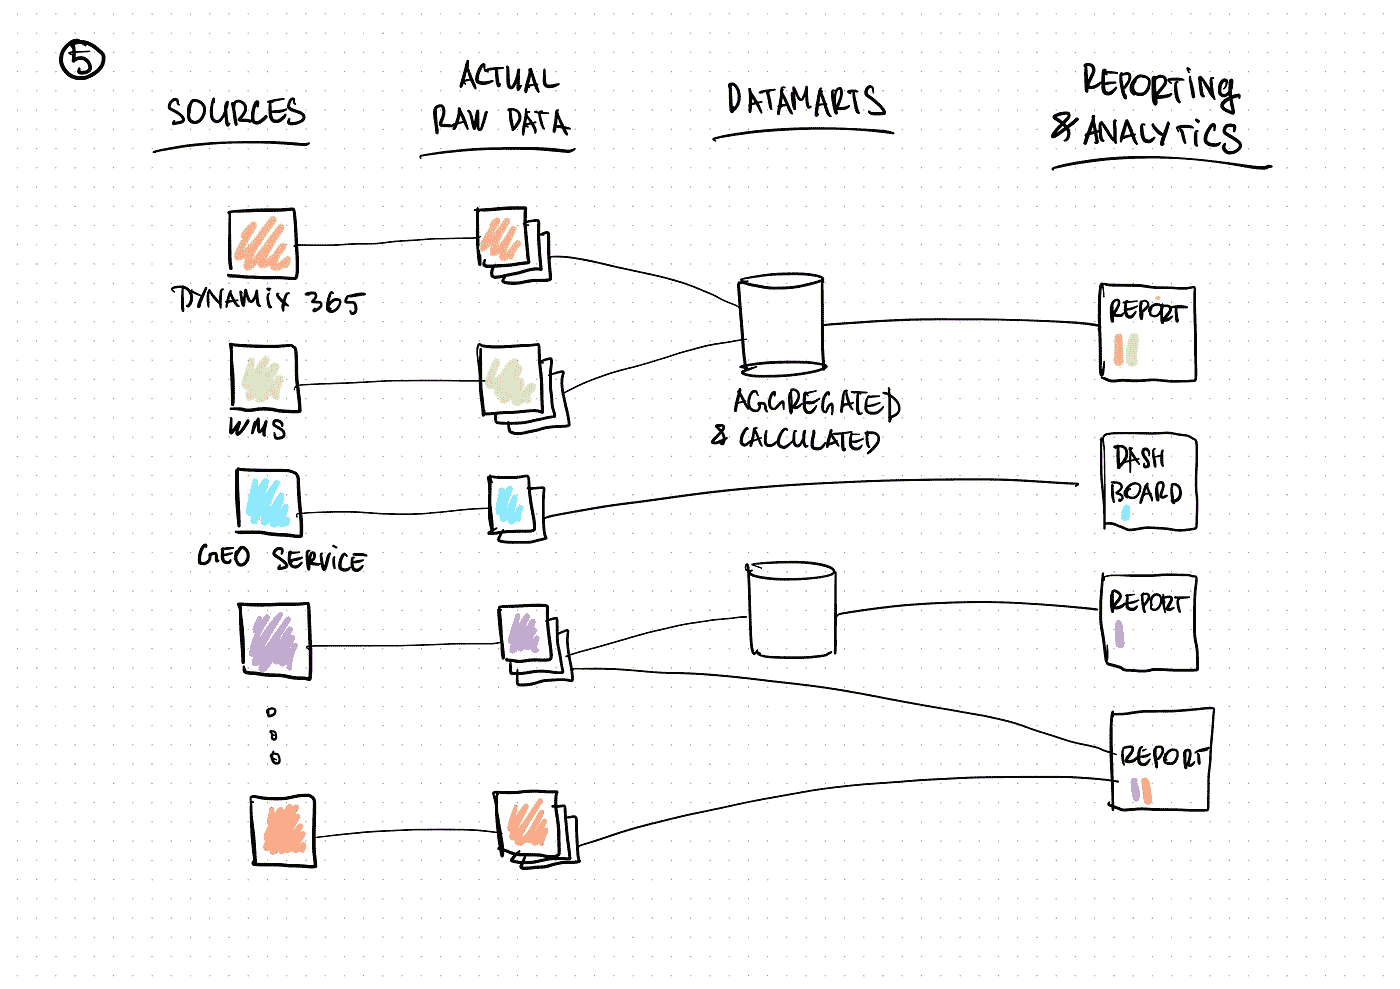 5
SOURCES
ACTUAL
RAW DATA
DATAMARTS
REPORTING
& ANALYTICS
DYNAMIX 365
WMS
GEO SERVICE
AGGREGATED
& CALCULATED
REPORT
DASH
BOARD
REPORT
REPORT